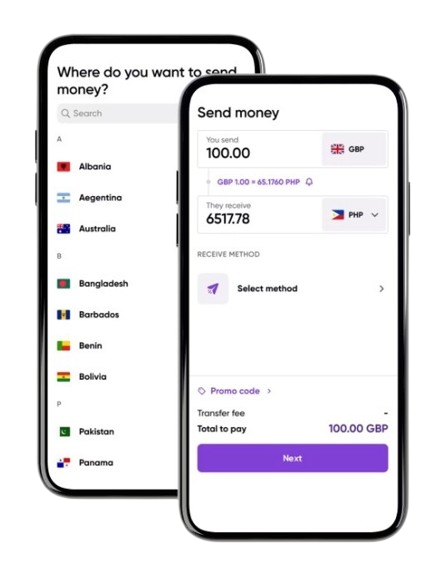 Where do you want to send
money?
Search
A
Albania
Aegentina
Australia
B
Bangladesh
Barbados
Benin
Bolivia
P
Pakistan
Panama
Send money
You send
100.00
GBP
GBP 1.00 = 65.1760 PHP
They receive
6517.78
PHP
RECEIVE METHOD
Select method
Promo code
Transfer fee
-
Total to pay
100.00 GBP
Next